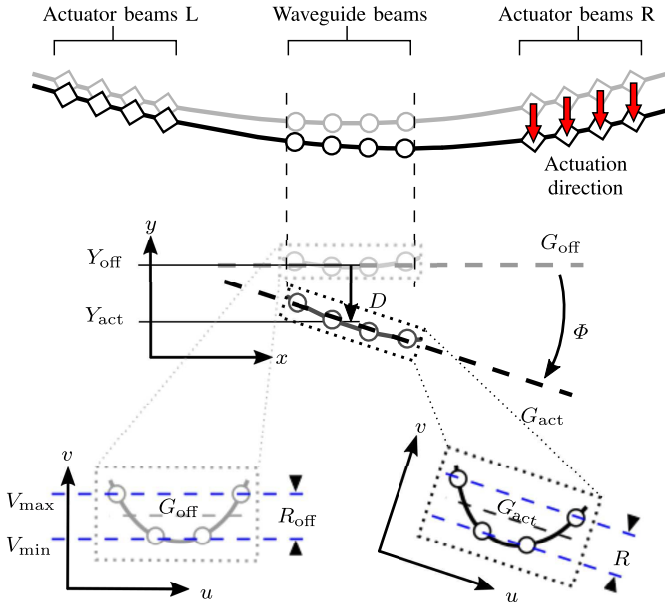 Actuator beams L
Waveguide beams
Actuator beams R
Actuation
direction
y
Y_off
G_off
D
Y_act
Φ
x
G_act
v
v
V_max
G_off
R_off
G_act
V_min
R
u
u